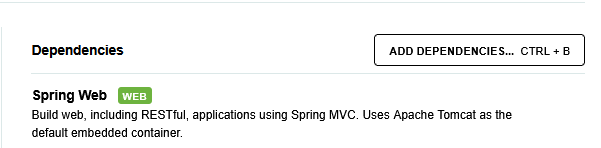 Dependencies
ADD DEPENDENCIES... CTRL + B
Spring Web WEB
Build web, including RESTful, applications using Spring MVC. Uses Apache Tomcat as the
default embedded container.